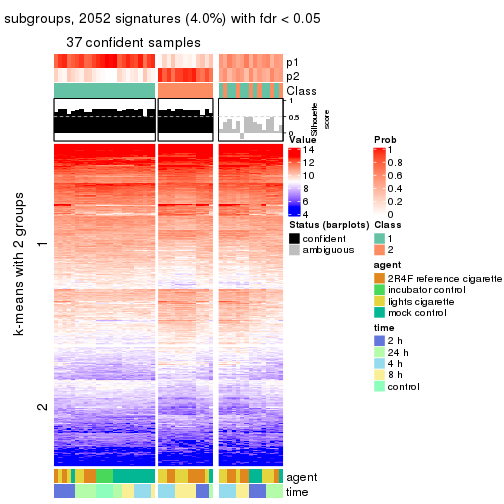 subgroups, 2052 signatures (4.0%) with fdr < 0.05
37 confident samples
p1
p2
Class
1
0.5
0
Silhouette
score
k-means with 2 groups
1
2
Value
14
12
10
8
6
4
Status (barplots)
confident
ambiguous
Prob
1
0.8
0.6
0.4
0.2
0
Class
1
2
agent
2R4F reference cigarette
incubator control
lights cigarette
mock control
time
2 h
24 h
4 h
8 h
control
agent
time